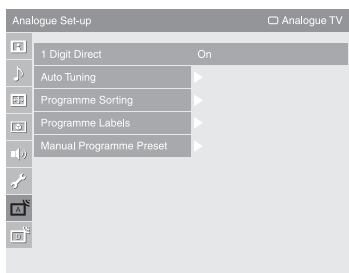 Analogue Set-up Analogue TV
1 Digit Direct On
Auto Tuning
Programme Sorting
Programme Labels
Manual Programme Preset
A
D